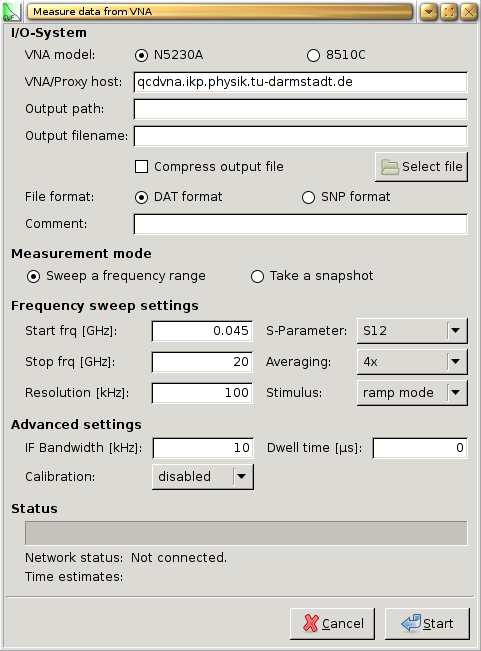 Measure data from VNA
I/O-System
VNA model: N5230A 8510C
VNA/Proxy host: qcdvna.ikp.physik.tu-darmstadt.de
Output path:
Output filename:
Compress output file Select file
File format: DAT format SNP format
Comment:
Measurement mode
Sweep a frequency range Take a snapshot
Frequency sweep settings
Start frq [GHz]: 0.045 S-Parameter: S12
Stop frq [GHz]: 20 Averaging: 4x
Resolution [kHz]: 100 Stimulus: ramp mode
Advanced settings
IF Bandwidth [kHz]: 10 Dwell time [µs]: 0
Calibration: disabled
Status
Network status: Not connected.
Time estimates:
Cancel Start